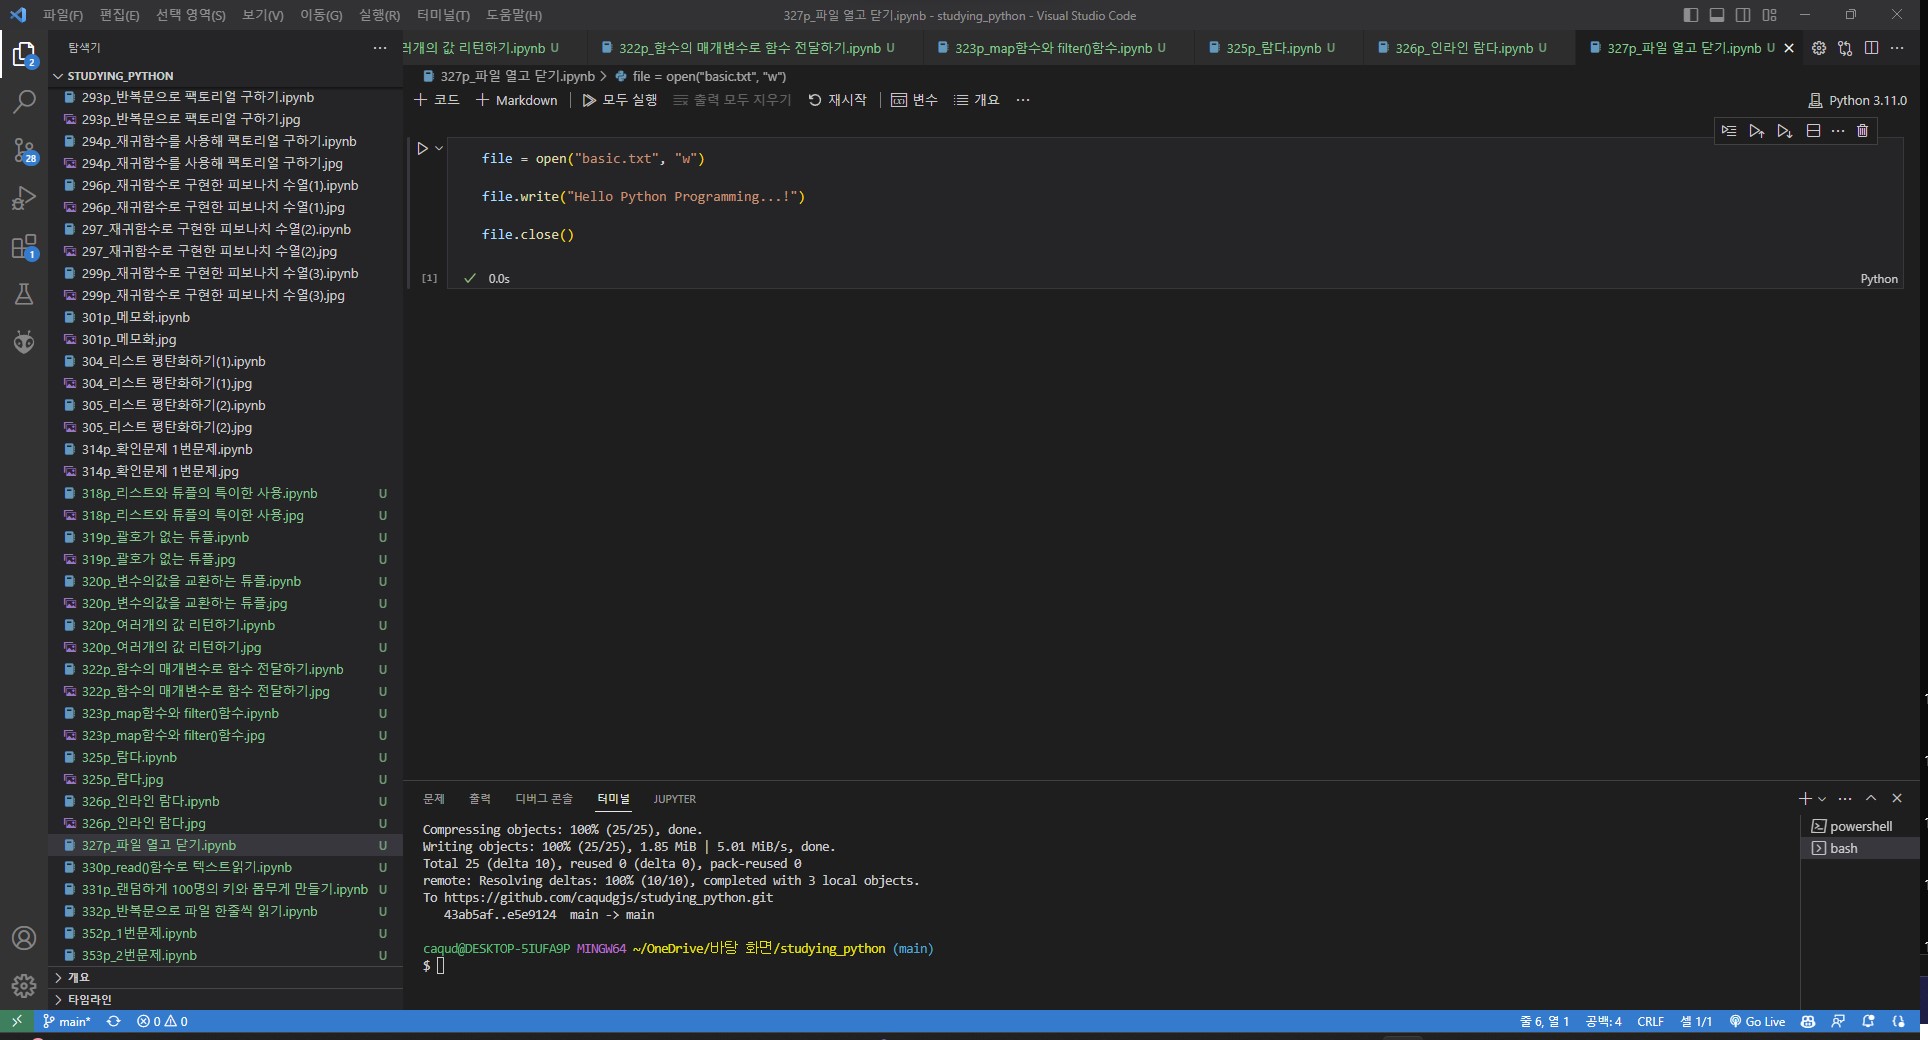 파일(F) 편집(E) 선택 영역(S) 보기(V) 이동(G) 실행(R) 터미널(T) 도움말(H)
327p_파일 열고 닫기.ipynb - studying_python - Visual Studio Code
탐색기
러개의 값 리턴하기.ipynb U
322p_함수의 매개변수로 함수 전달하기.ipynb U
323p_map함수와 filter()함수.ipynb U
325p_람다.ipynb U
326p_인라인 람다.ipynb U
327p_파일 열고 닫기.ipynb U
STUDYING_PYTHON
293p_반복문으로 팩토리얼 구하기.ipynb
293p_반복문으로 팩토리얼 구하기.jpg
294p_재귀함수를 사용해 팩토리얼 구하기.ipynb
294p_재귀함수를 사용해 팩토리얼 구하기.jpg
296p_재귀함수로 구현한 피보나치 수열(1).ipynb
296p_재귀함수로 구현한 피보나치 수열(1).jpg
297_재귀함수로 구현한 피보나치 수열(2).ipynb
297_재귀함수로 구현한 피보나치 수열(2).jpg
299p_재귀함수로 구현한 피보나치 수열(3).ipynb
299p_재귀함수로 구현한 피보나치 수열(3).jpg
301p_메모화.ipynb
301p_메모화.jpg
304_리스트 평탄화하기(1).ipynb
304_리스트 평탄화하기(1).jpg
305_리스트 평탄화하기(2).ipynb
305_리스트 평탄화하기(2).jpg
314p_확인문제 1번문제.ipynb
314p_확인문제 1번문제.jpg
318p_리스트와 튜플의 특이한 사용.ipynb U
318p_리스트와 튜플의 특이한 사용.jpg U
319p_괄호가 없는 튜플.ipynb U
319p_괄호가 없는 튜플.jpg U
320p_변수의값을 교환하는 튜플.ipynb U
320p_변수의값을 교환하는 튜플.jpg U
320p_여러개의 값 리턴하기.ipynb U
320p_여러개의 값 리턴하기.jpg U
322p_함수의 매개변수로 함수 전달하기.ipynb U
322p_함수의 매개변수로 함수 전달하기.jpg U
323p_map함수와 filter()함수.ipynb U
323p_map함수와 filter()함수.jpg U
325p_람다.ipynb U
325p_람다.jpg U
326p_인라인 람다.ipynb U
326p_인라인 람다.jpg U
327p_파일 열고 닫기.ipynb U
330p_read()함수로 텍스트읽기.ipynb U
331p_랜덤하게 100명의 키와 몸무게 만들기.ipynb U
332p_반복문으로 파일 한줄씩 읽기.ipynb U
352p_1번문제.ipynb U
353p_2번문제.ipynb U
개요
타임라인
2
28
1
327p_파일 열고 닫기.ipynb > file = open("basic.txt", "w")
+ 코드 + Markdown | 모두 실행 출력 모두 지우기 재시작 | 변수 개요 ...
Python 3.11.0
file = open("basic.txt", "w")
file.write("Hello Python Programming...!")
file.close()
[1] 0.0s
Python
문제 출력 디버그 콘솔 터미널 JUPYTER
Compressing objects: 100% (25/25), done.
Writing objects: 100% (25/25), 1.85 MiB | 5.01 MiB/s, done.
Total 25 (delta 10), reused 0 (delta 0), pack-reused 0
remote: Resolving deltas: 100% (10/10), completed with 3 local objects.
To https://github.com/caqudgjs/studying_python.git
43ab5af..e5e9124 main -> main
caqud@DESKTOP-5IUFA9P MINGW64 ~/OneDrive/바탕 화면/studying_python (main)
$
powershell
bash
main* 0 0
줄 6, 열 1 공백: 4 CRLF 셀 1/1 Go Live